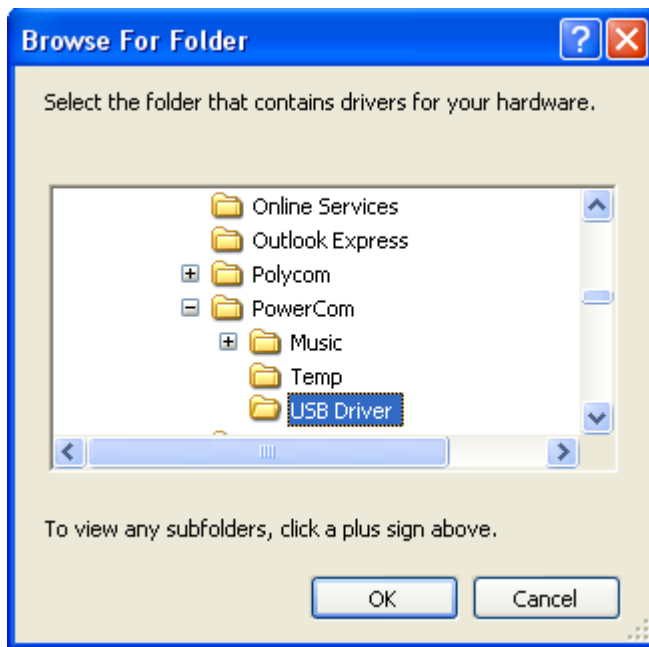 Browse For Folder
Select the folder that contains drivers for your hardware.
Online Services
Outlook Express
Polycom
PowerCom
Music
Temp
USB Driver
To view any subfolders, click a plus sign above.
OK
Cancel